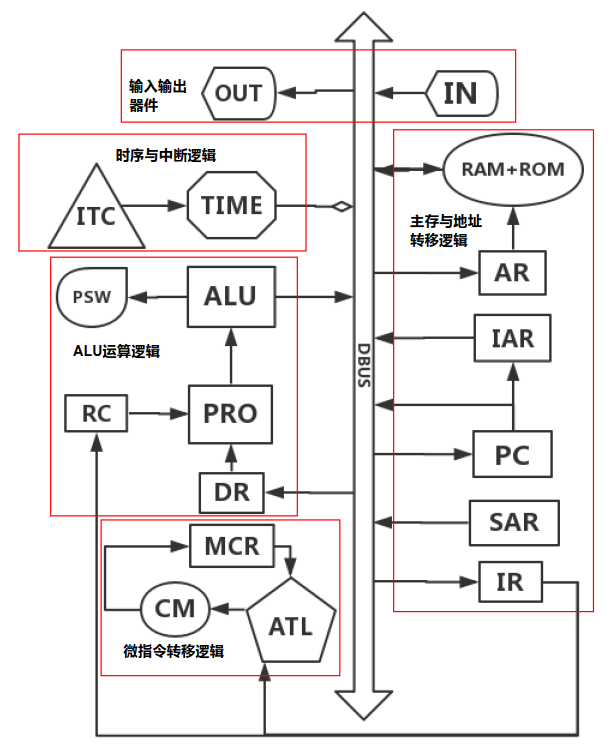 输入输出
器件
OUT
IN
时序与中断逻辑
ITC
TIME
RAM+ROM
主存与地址
转移逻辑
AR
PSW
ALU
ALU运算逻辑
IAR
DBUS
RC
PRO
PC
DR
SAR
MCR
IR
CM
ATL
微指令转移逻辑